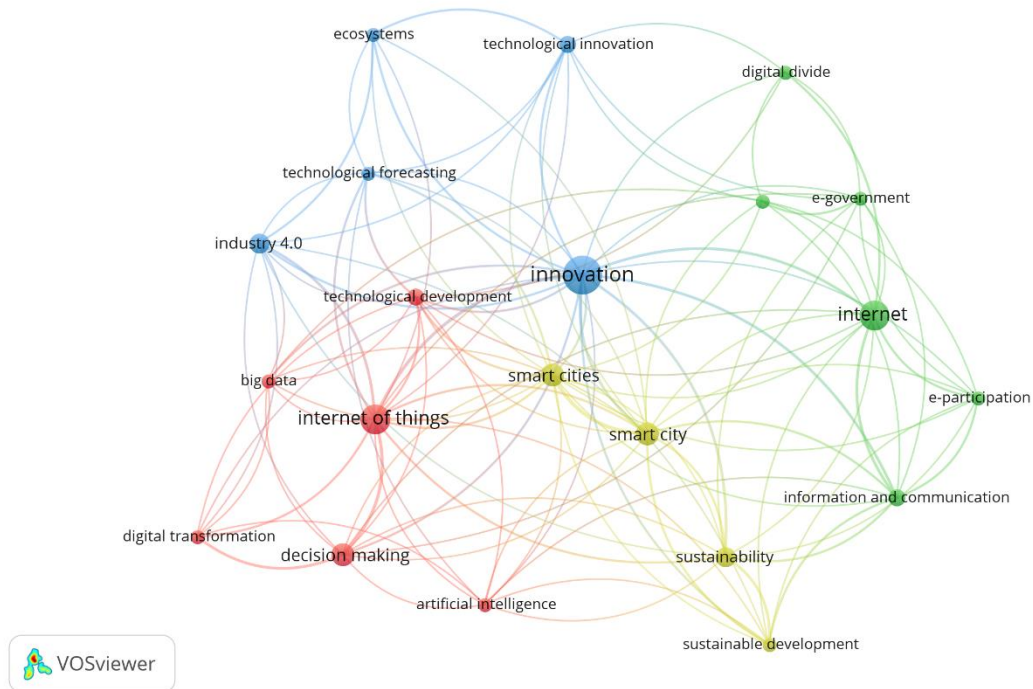 ecosystems
technological innovation
digital divide
technological forecasting
e-government
industry 4.0
innovation
technological development
internet
big data
smart cities
e-participation
internet of things
smart city
information and communication
digital transformation
decision making
sustainability
artificial intelligence
sustainable development
VOSviewer